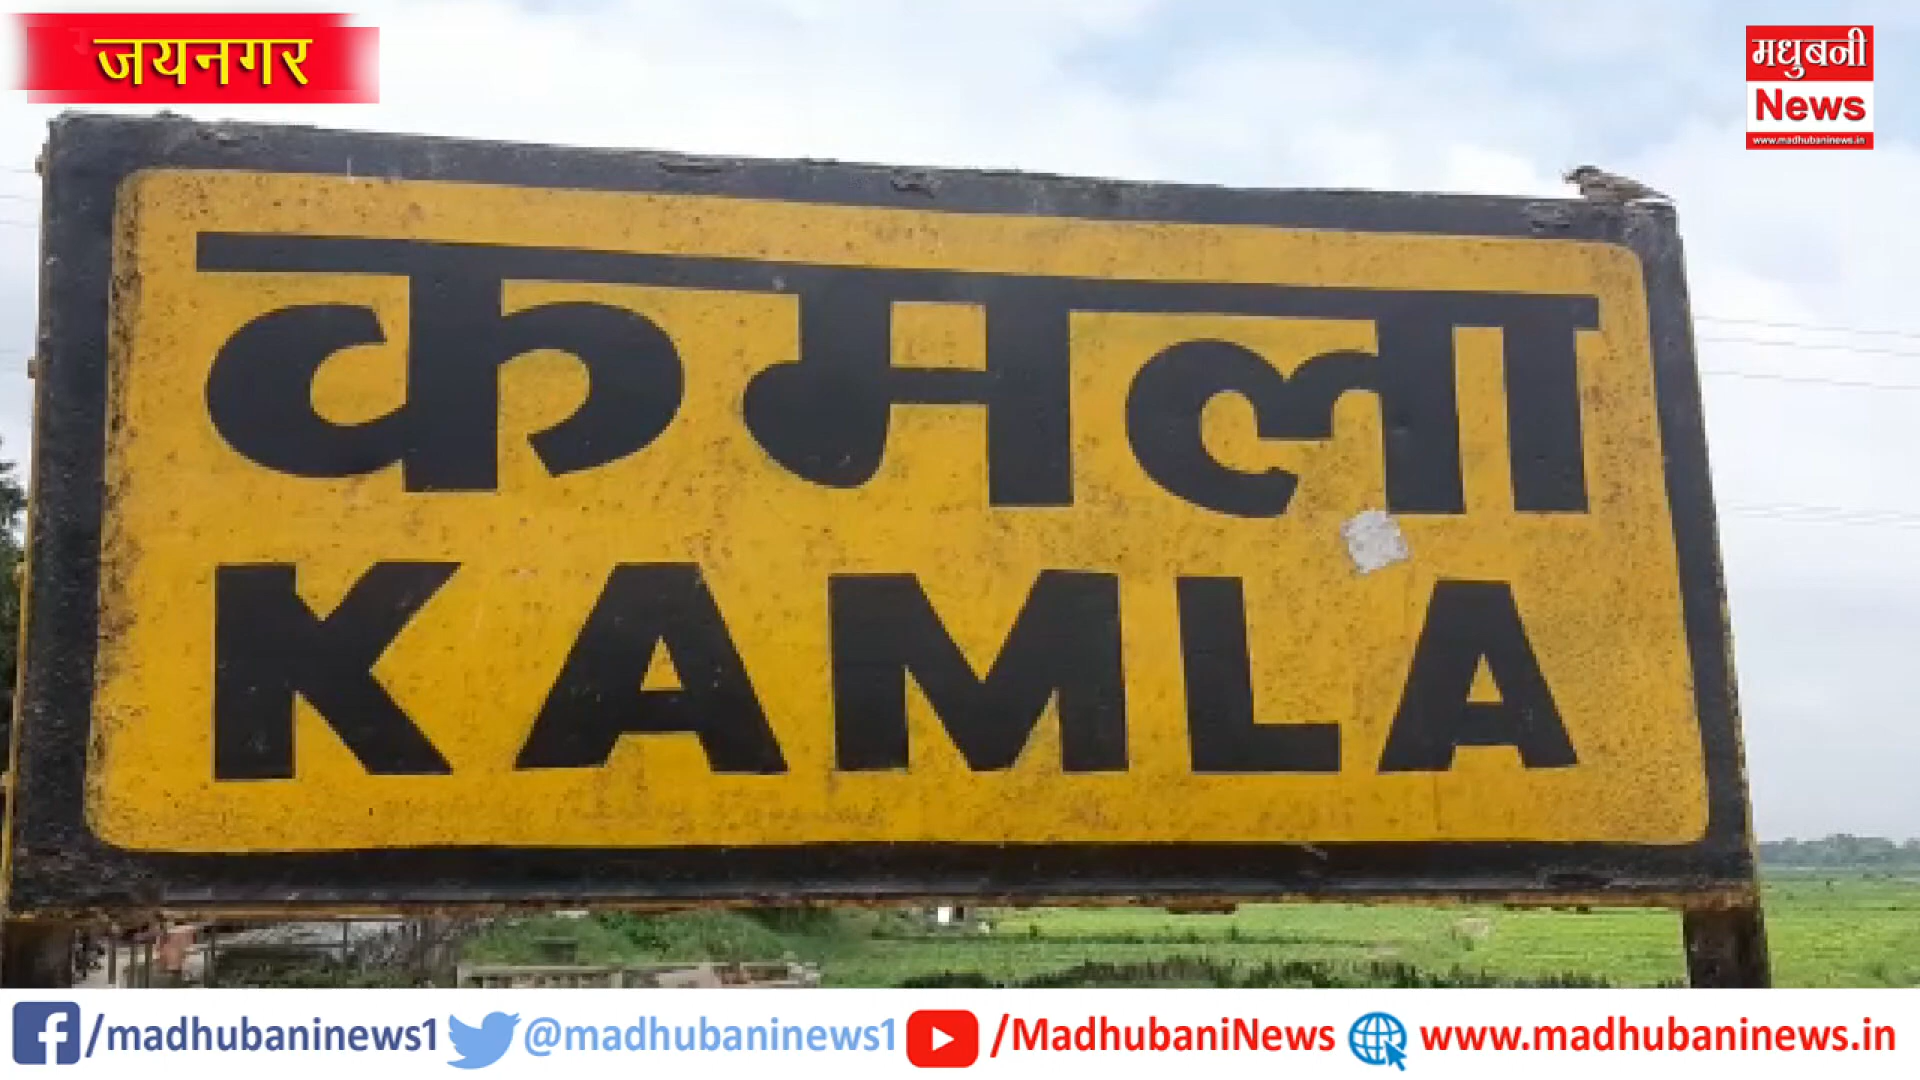 जयनगर
मधुबनी
News
www.madhubaninews.in
कमला
KAMLA
/madhubaninews1 @madhubaninews1 /MadhubaniNews www.madhubaninews.in